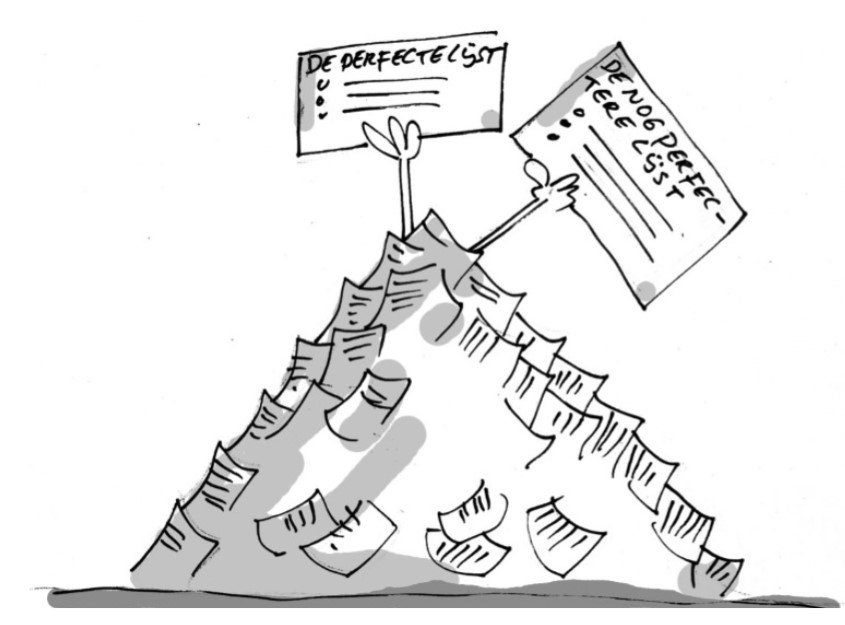 DE PERFECTE LIJST
DE NOG PERFEC-
TERE LIJST